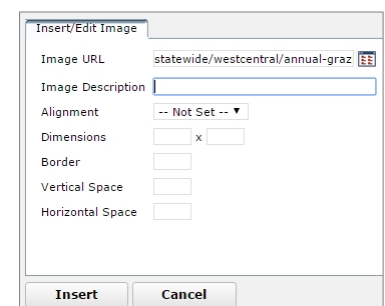 Insert/Edit Image
Image URL statewide/westcentral/annual-graz
Image Description
Alignment -- Not Set -- ▼
Dimensions x
Border
Vertical Space
Horizontal Space
Insert Cancel